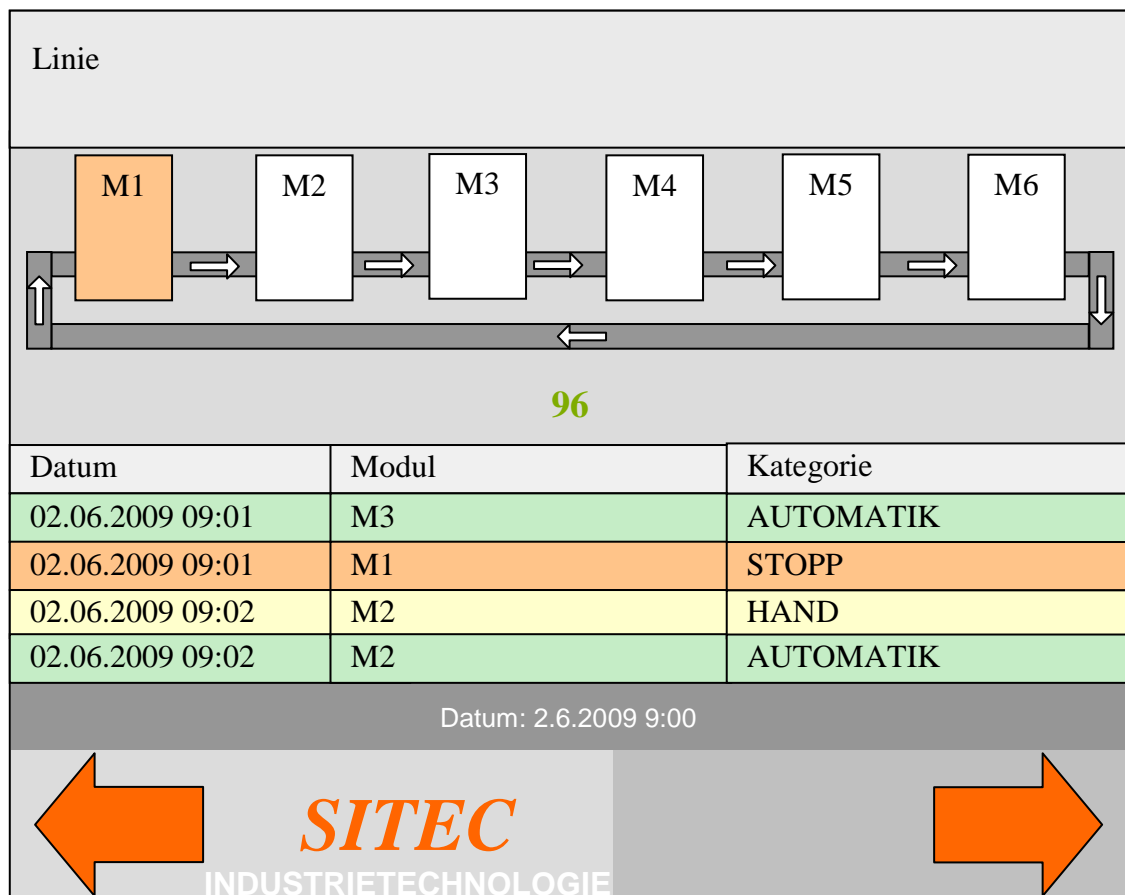 Linie
M1 M2 M3 M4 M5 M6
96
Datum Modul Kategorie
02.06.2009 09:01 M3 AUTOMATIK
02.06.2009 09:01 M1 STOPP
02.06.2009 09:02 M2 HAND
02.06.2009 09:02 M2 AUTOMATIK
Datum: 2.6.2009 9:00
SITEC
INDUSTRIETECHNOLOGIE